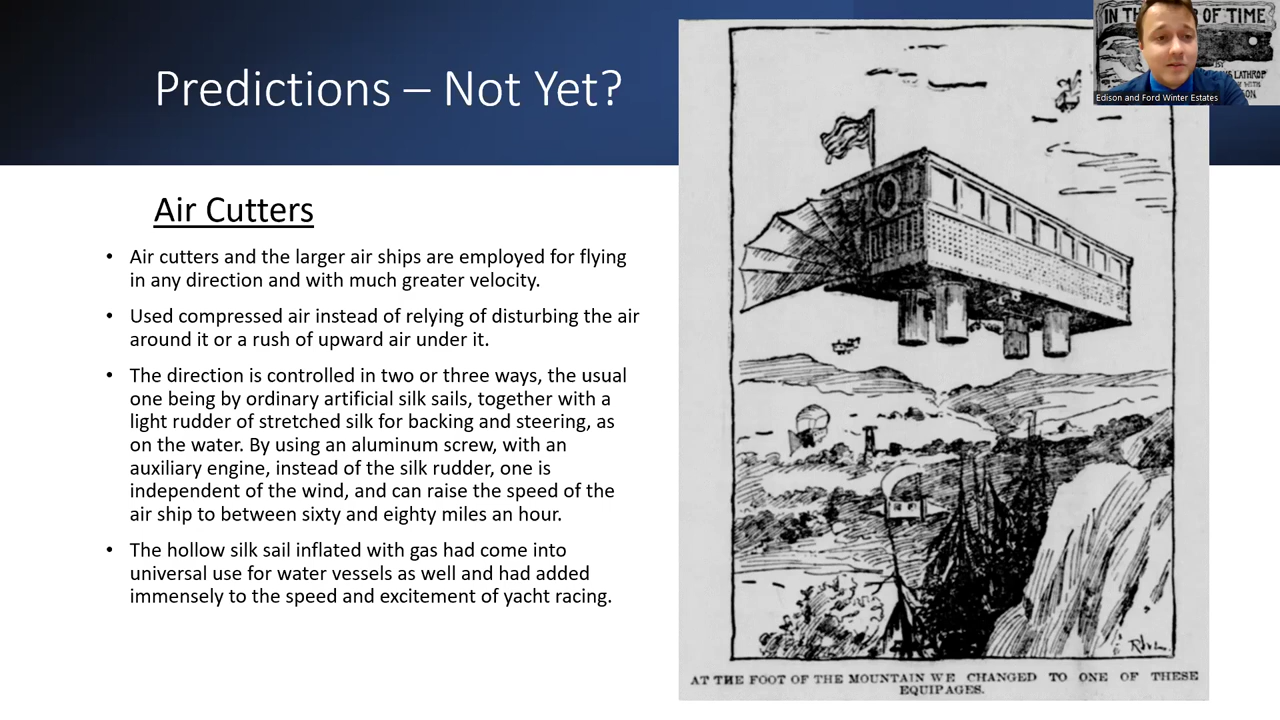 Predictions – Not Yet?
Air Cutters
• Air cutters and the larger air ships are employed for flying
in any direction and with much greater velocity.
• Used compressed air instead of relying of disturbing the air
around it or a rush of upward air under it.
• The direction is controlled in two or three ways, the usual
one being by ordinary artificial silk sails, together with a
light rudder of stretched silk for backing and steering, as
on the water. By using an aluminum screw, with an
auxiliary engine, instead of the silk rudder, one is
independent of the wind, and can raise the speed of the
air ship to between sixty and eighty miles an hour.
• The hollow silk sail inflated with gas had come into
universal use for water vessels as well and had added
immensely to the speed and excitement of yacht racing.
AT THE FOOT OF THE MOUNTAIN WE CHANGED TO ONE OF THESE
EQUIPAGES.
IN OF TIME
LATHROP
Edison and Ford Winter Estates